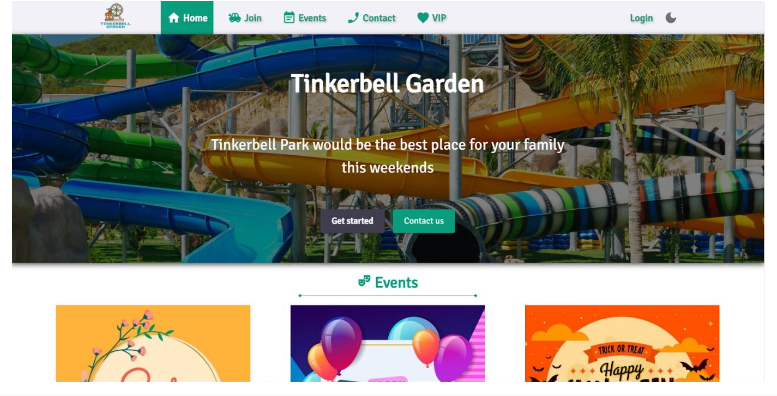 TINKERBELL
GARDEN
Home
Join
Events
Contact
VIP
Login
Tinkerbell Garden
Tinkerbell Park would be the best place for your family
this weekends
Get started
Contact us
Events
TRICK OR TREAT
Happy